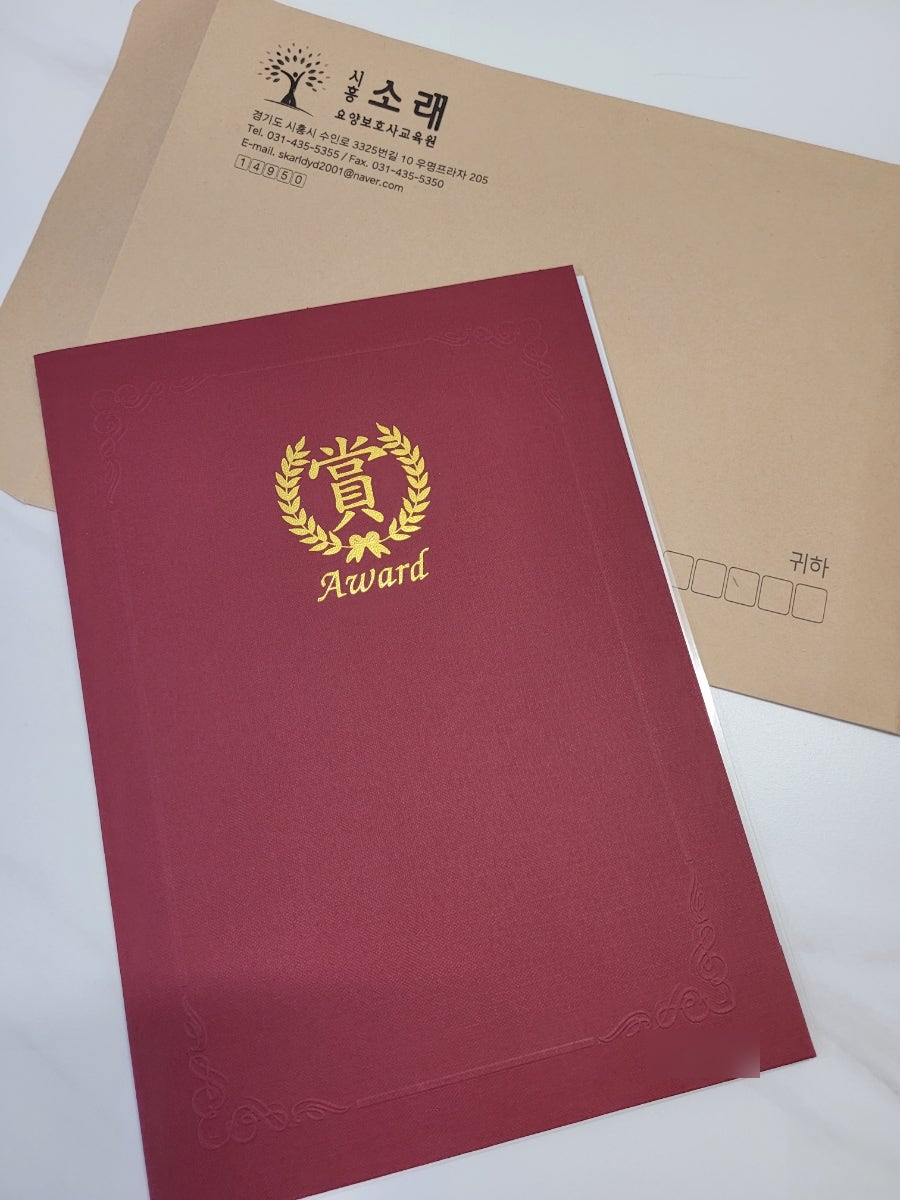 시흥 소래
요양보호사교육원
경기도 시흥시 수인로 3325번길 10 우명프라자 205
Tel. 031-435-5355 / Fax. 031-435-5350
E-mail. skarldyd2001@naver.com
14950
귀하
賞
Award